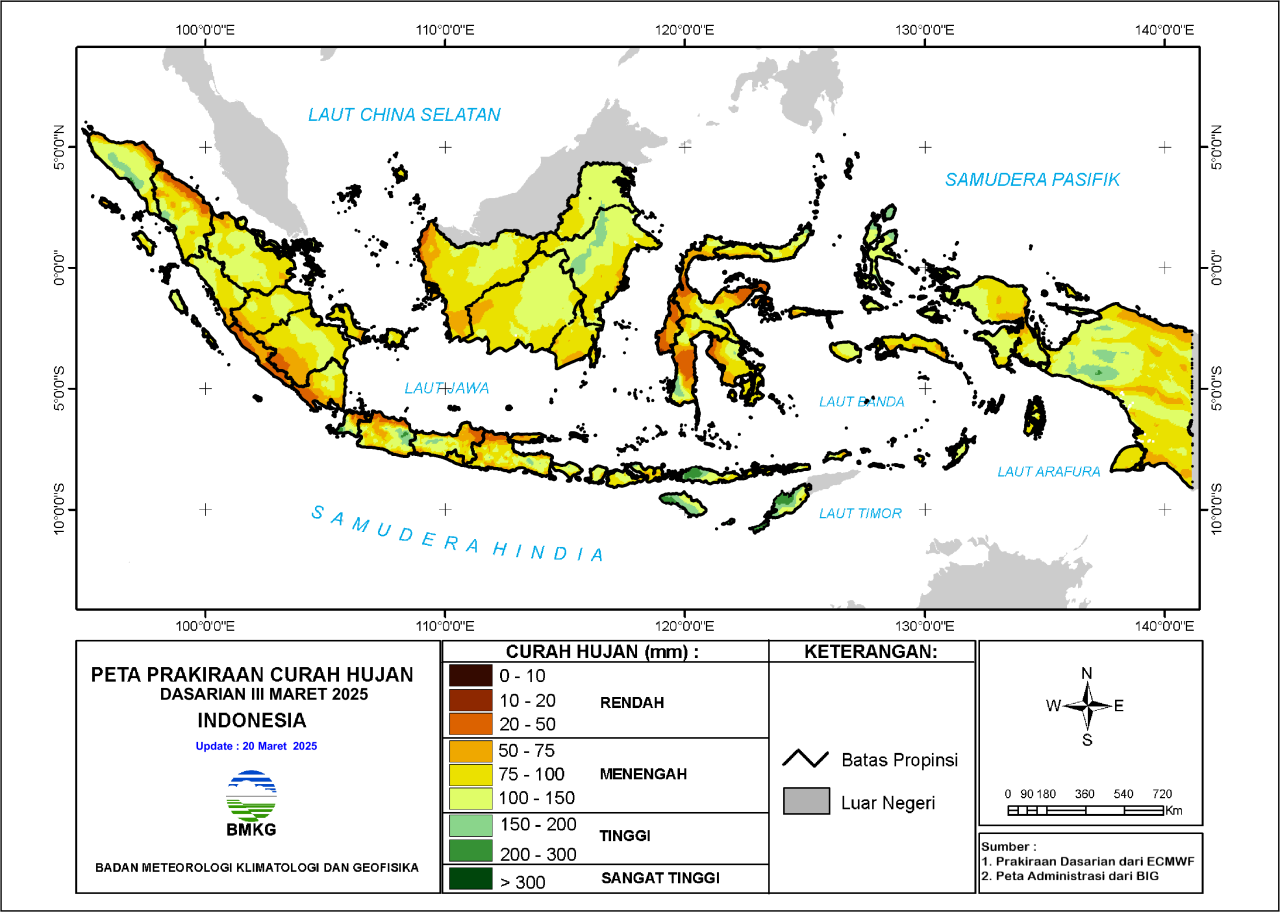 100°0'0"E 110°0'0"E 120°0'0"E 130°0'0"E 140°0'0"E
5°0'0"N 5°0'0"N
0°0'0" 0°0'0"
5°0'0"S 5°0'0"S
10°0'0"S 10°0'0"S
LAUT CHINA SELATAN
SAMUDERA PASIFIK
LAUT JAWA
LAUT BANDA
LAUT ARAFURA
LAUT TIMOR
SAMUDERA HINDIA
100°0'0"E 110°0'0"E 120°0'0"E 130°0'0"E 140°0'0"E
PETA PRAKIRAAN CURAH HUJAN
DASARIAN III MARET 2025
INDONESIA
Update : 20 Maret 2025
BMKG
BADAN METEOROLOGI KLIMATOLOGI DAN GEOFISIKA
CURAH HUJAN (mm) :
0 - 10
10 - 20
20 - 50
RENDAH
50 - 75
75 - 100
100 - 150
MENENGAH
150 - 200
200 - 300
TINGGI
> 300
SANGAT TINGGI
KETERANGAN:
Batas Propinsi
Luar Negeri
N
W E
S
0 90 180 360 540 720
Km
Sumber :
1. Prakiraan Dasarian dari ECMWF
2. Peta Administrasi dari BIG